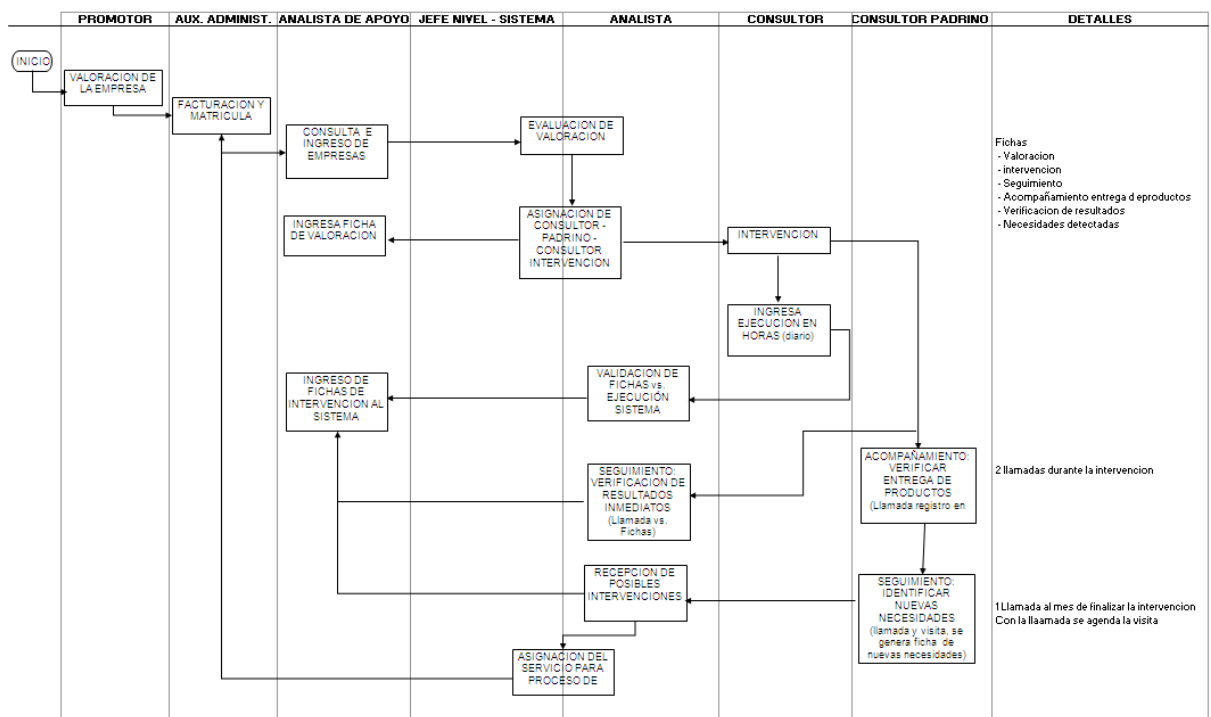 PROMOTOR
AUX. ADMINIST.
ANALISTA DE APOYO
JEFE NIVEL - SISTEMA
ANALISTA
CONSULTOR
CONSULTOR PADRINO
DETALLES
INICIO
VALORACION DE
LA EMPRESA
FACTURACION Y
MATRICULA
CONSULTA E
INGRESO DE
EMPRESAS
EVALUACION DE
VALORACION
Fichas
- Valoracion
- intervencion
- Seguimiento
- Acompañamiento entrega d eproductos
- Verificacion de resultados
- Necesidades detectadas
INGRESA FICHA
DE VALORACION
ASIGNACION DE
CONSULTOR -
PADRINO -
CONSULTOR
INTERVENCION
INTERVENCION
INGRESA
EJECUCION EN
HORAS (diario)
INGRESO DE
FICHAS DE
INTERVENCION AL
SISTEMA
VALIDACION DE
FICHAS vs.
EJECUCIÓN
SISTEMA
SEGUIMIENTO:
VERIFICACION DE
RESULTADOS
INMEDIATOS
(Llamada vs.
Fichas)
ACOMPAÑAMIENTO:
VERIFICAR
ENTREGA DE
PRODUCTOS
(Llamada registro en
2 llamadas durante la intervencion
RECEPCION DE
POSIBLES
INTERVENCIONES
SEGUIMIENTO:
IDENTIFICAR
NUEVAS
NECESIDADES
(llamada y visita, se
genera ficha de
nuevas necesidades)
1 Llamada al mes de finalizar la intervencion
Con la llaamada se agenda la visita
ASIGNACION DEL
SERVICIO PARA
PROCESO DE